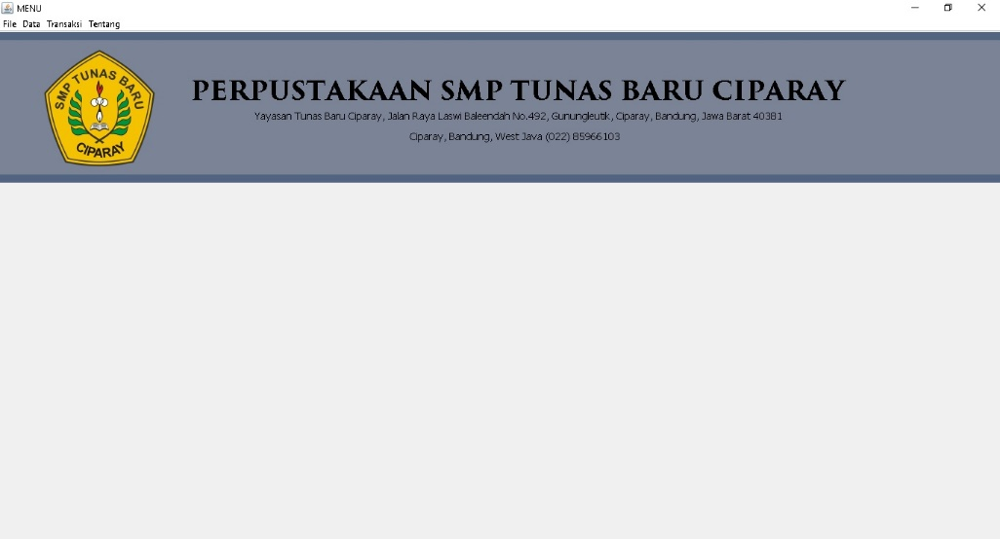 MENU
File Data Transaksi Tentang
SMP TUNAS BARU
CIPARAY
PERPUSTAKAAN SMP TUNAS BARU CIPARAY
Yayasan Tunas Baru Ciparay, Jalan Raya Laswi Baleendah No.492, Gunungleutik, Ciparay, Bandung, Jawa Barat 40381
Ciparay, Bandung, West Java (022) 85966103